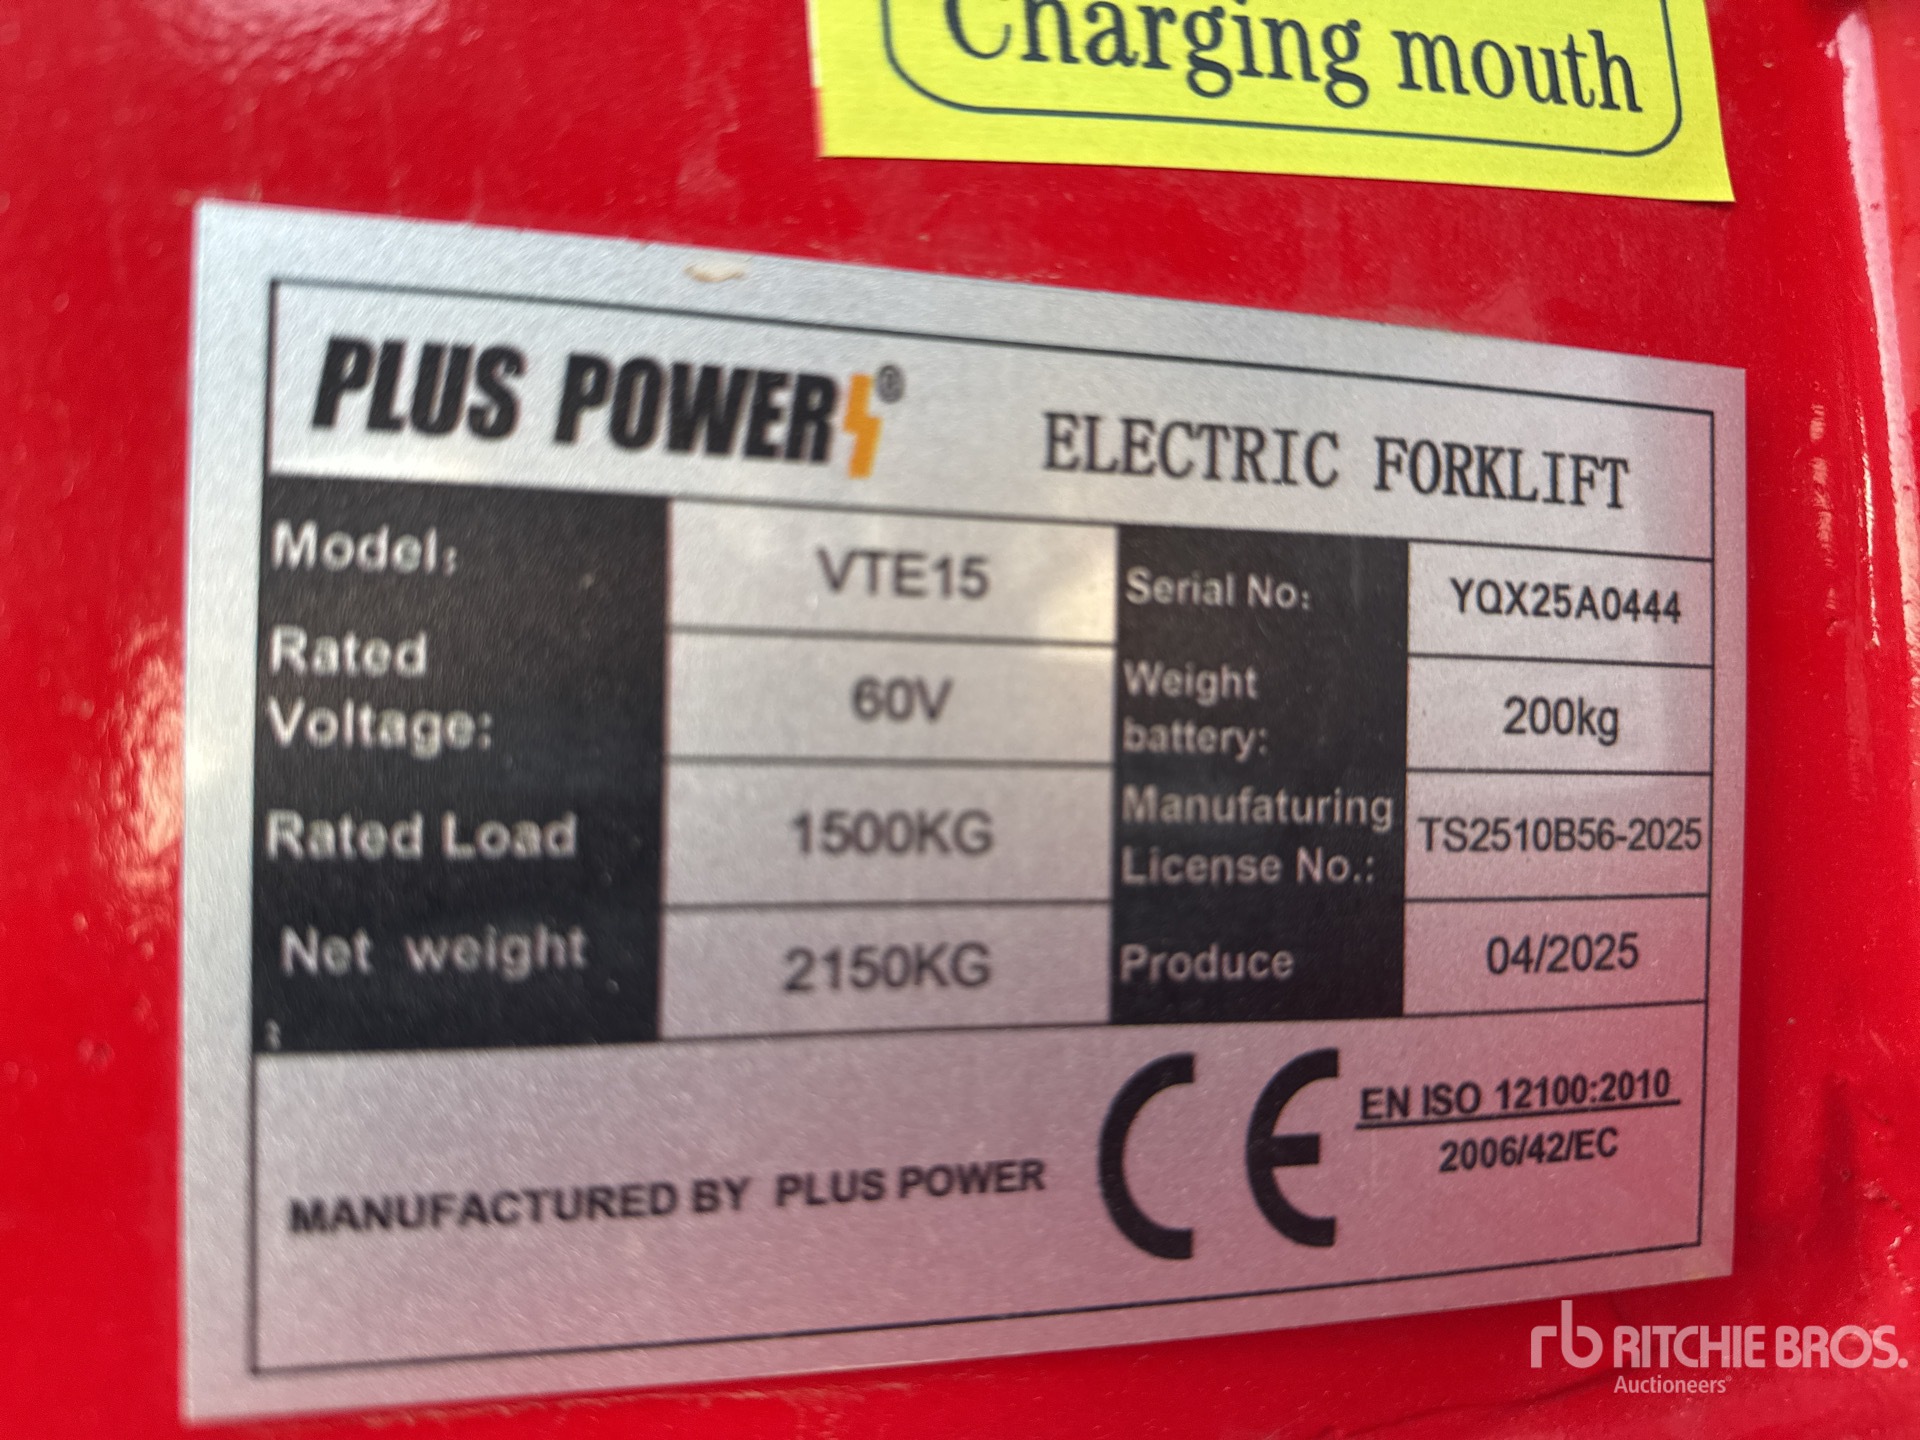 Charging mouth
PLUS POWER® ELECTRIC FORKLIFT
Model: VTE15 Serial No: YQX25A0444
Rated Voltage: 60V Weight battery: 200kg
Rated Load 1500KG Manufaturing License No.: TS2510B56-2025
Net weight : 2150KG Produce 04/2025
MANUFACTURED BY PLUS POWER CE EN ISO 12100:2010
2006/42/EC
rb RITCHIE BROS.
Auctioneers